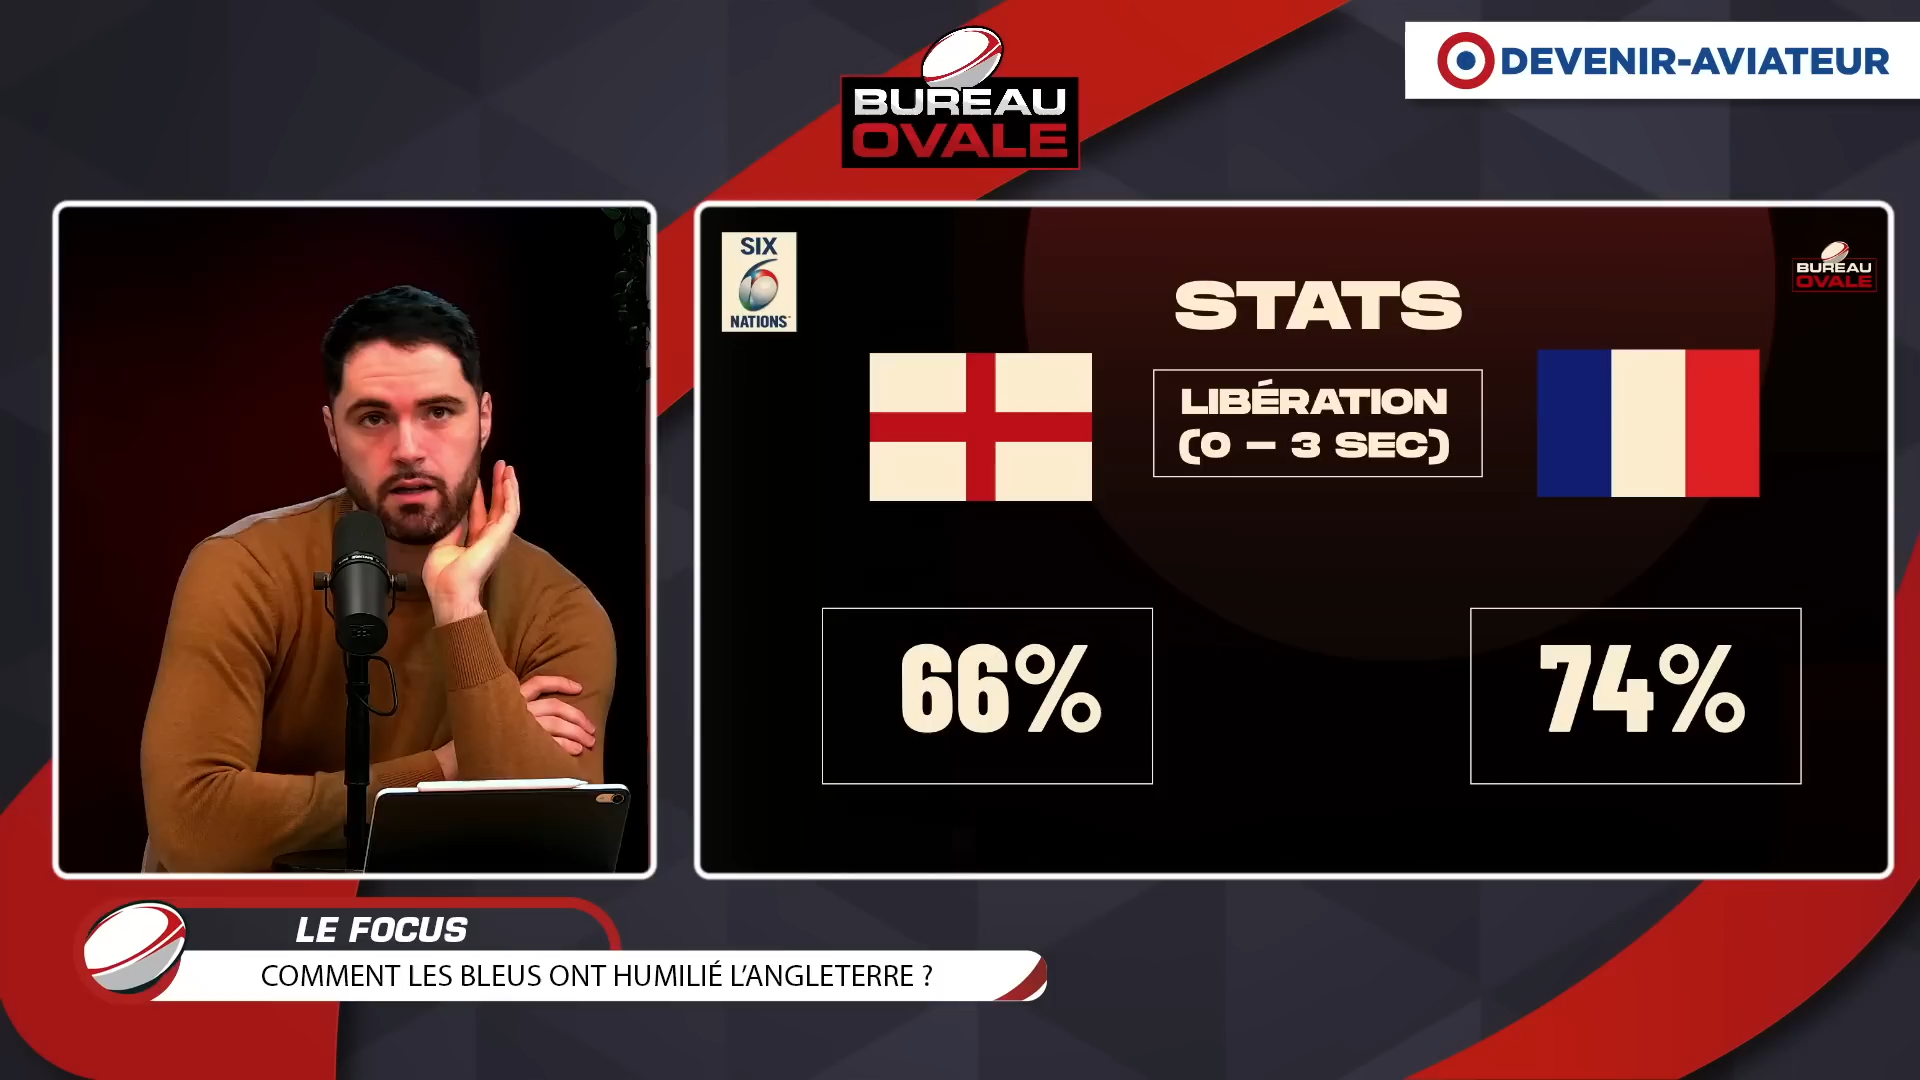 BUREAU
OVALE
DEVENIR-AVIATEUR
SIX
NATIONS
BUREAU
OVALE
STATS
LIBÉRATION
(0 – 3 SEC)
66%
74%
LE FOCUS
COMMENT LES BLEUS ONT HUMILIÉ L'ANGLETERRE ?